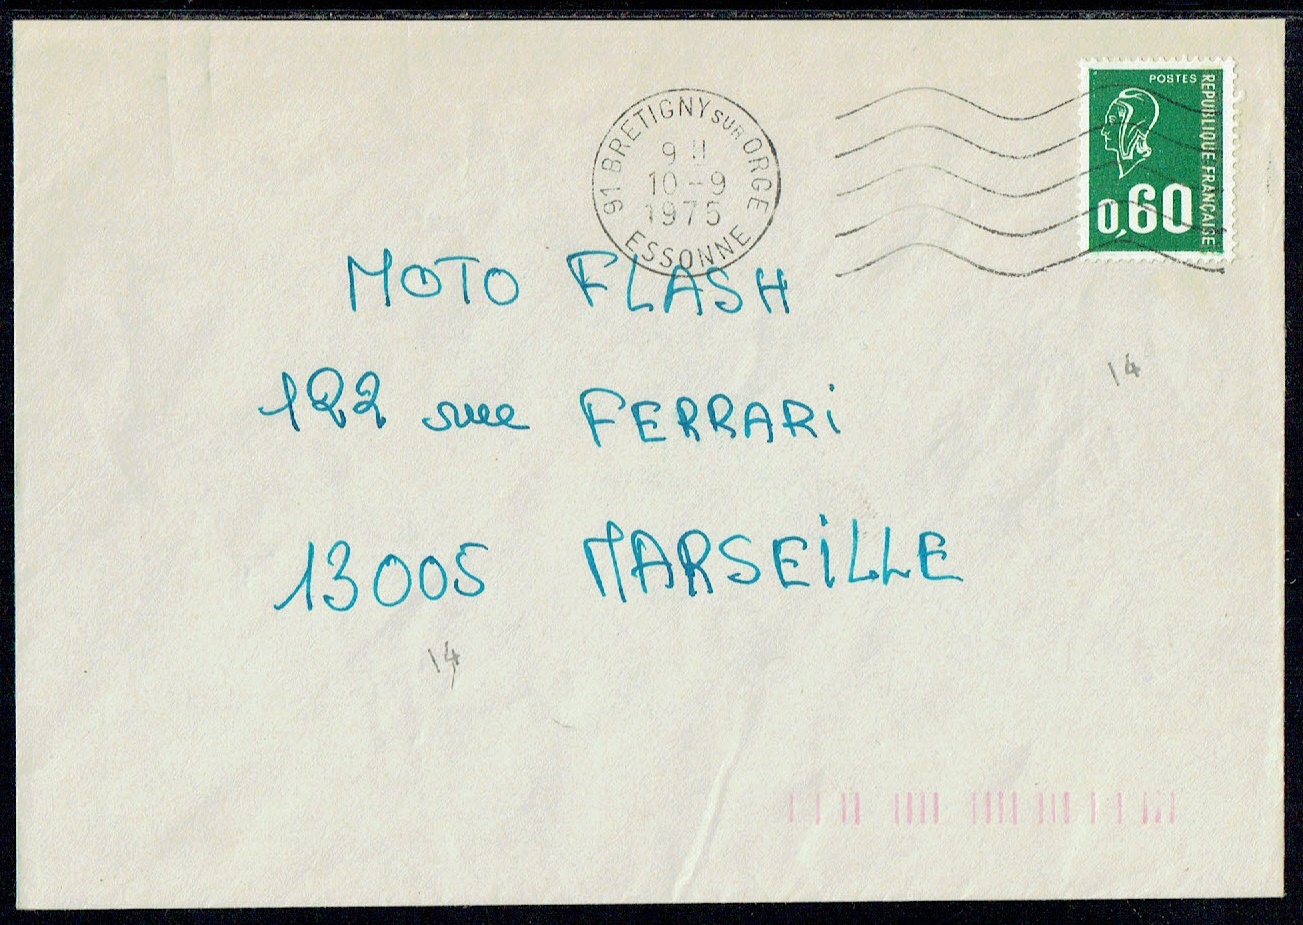 91 BRETIGNY SUR ORGE
9 H
10-9
1975
ESSONNE
POSTES
REPUBLIQUE FRANÇAISE
0,60
MOTO FLASH
122 rue FERRARi
14
13005 MARSEiLLE
14